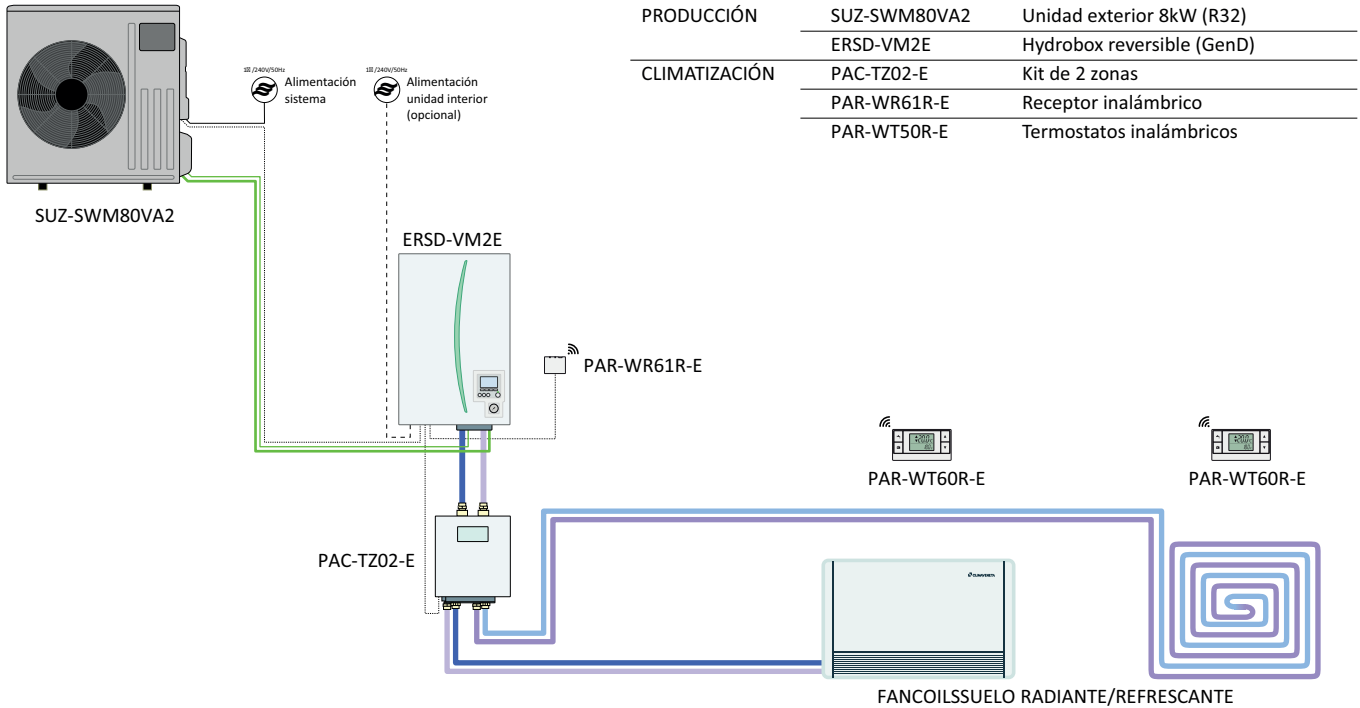 PRODUCCIÓN SUZ-SWM80VA2 Unidad exterior 8kW (R32)
ERSD-VM2E Hydrobox reversible (GenD)
CLIMATIZACIÓN PAC-TZ02-E Kit de 2 zonas
PAR-WR61R-E Receptor inalámbrico
PAR-WT50R-E Termostatos inalámbricos
/240V/50Hz
Alimentación
sistema
/240V/50Hz
Alimentación
unidad interior
(opcional)
SUZ-SWM80VA2
ERSD-VM2E
PAR-WR61R-E
PAR-WT60R-E
PAR-WT60R-E
PAC-TZ02-E
CLIMAVENETA
FANCOILSSUELO RADIANTE/REFRESCANTE